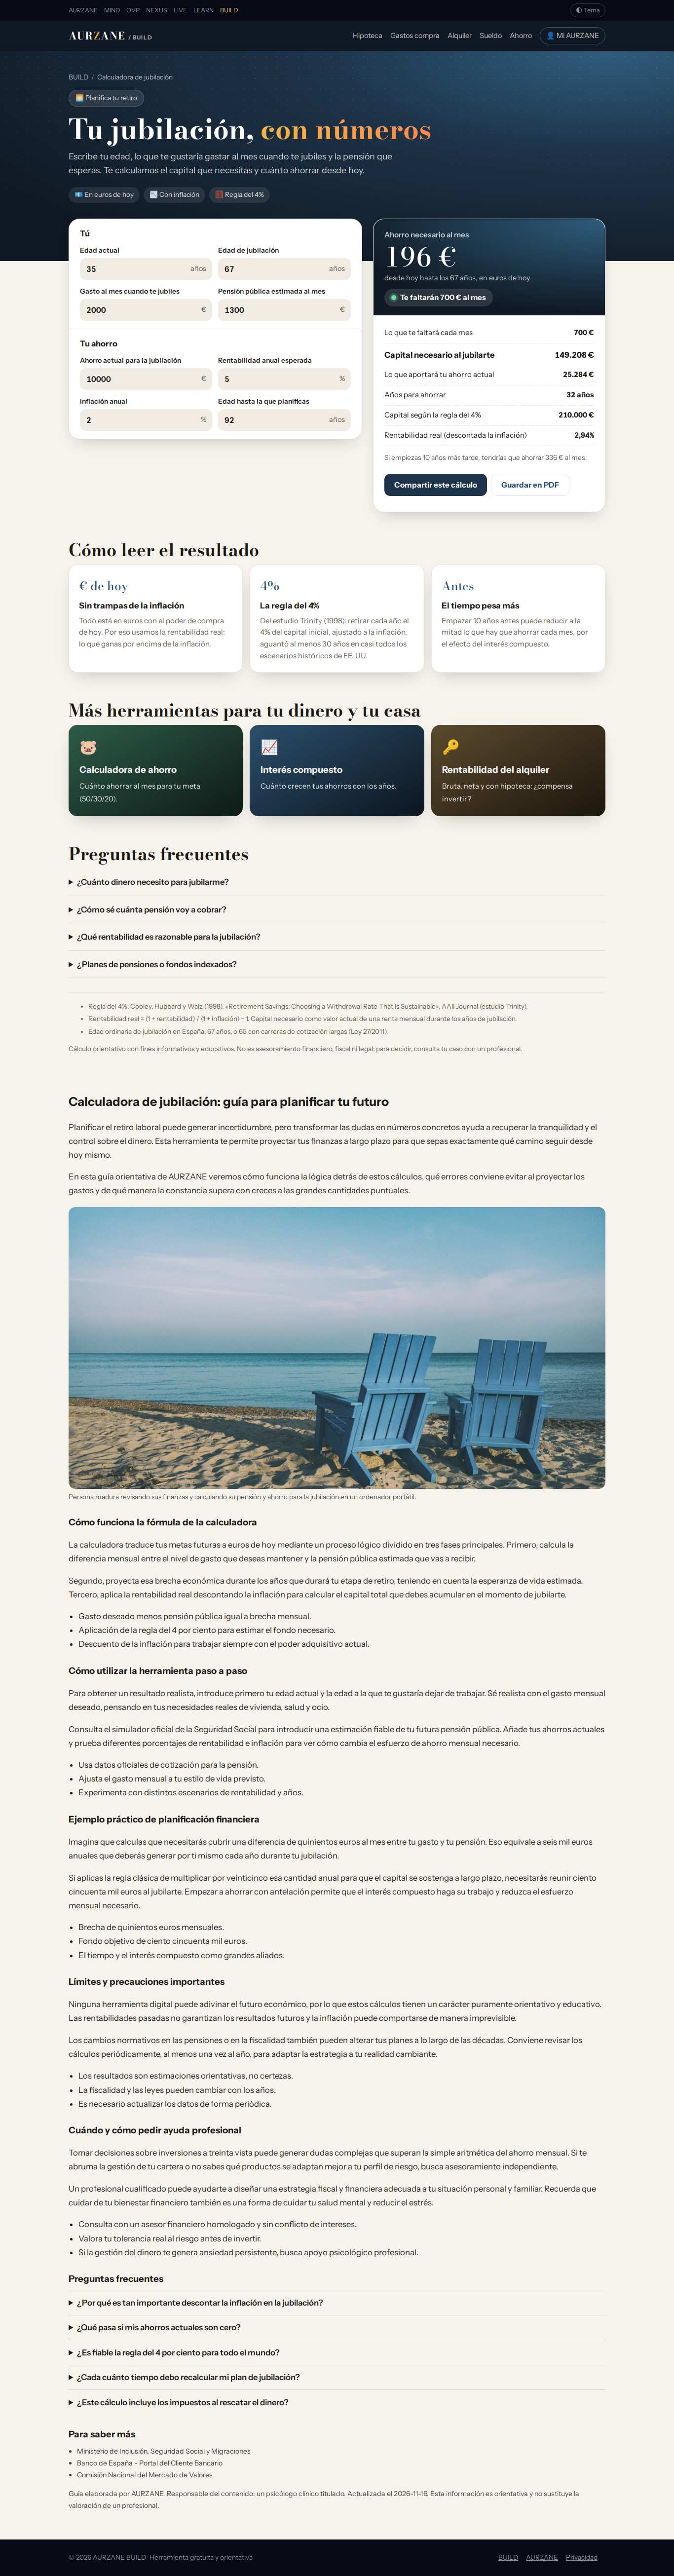 AURZANE MIND OVP NEXUS LIVE LEARN BUILD
Tema
AURZANE / BUILD
Hipoteca Gastos compra Alquiler Sueldo Ahorro Mi AURZANE
BUILD / Calculadora de jubilación
Planifica tu retiro
Tu jubilación, con números
Escribe tu edad, lo que te gustaría gastar al mes cuando te jubiles y la pensión que
esperas. Te calculamos el capital que necesitas y cuánto ahorrar desde hoy.
En euros de hoy Con inflación Regla del 4%
Tú
Edad actual Edad de jubilación
35 años 67 años
Gasto al mes cuando te jubiles Pensión pública estimada al mes
2000 € 1300 €
Tu ahorro
Ahorro actual para la jubilación Rentabilidad anual esperada
10000 € 5 %
Inflación anual Edad hasta la que planificas
2 % 92 años
Ahorro necesario al mes
196 €
desde hoy hasta los 67 años, en euros de hoy
Te faltarán 700 € al mes
Lo que te faltará cada mes 700 €
Capital necesario al jubilarte 149.208 €
Lo que aportará tu ahorro actual 25.284 €
Años para ahorrar 32 años
Capital según la regla del 4% 210.000 €
Rentabilidad real (descontada la inflación) 2,94%
Si empiezas 10 años más tarde, tendrías que ahorrar 336 € al mes.
Compartir este cálculo Guardar en PDF
Cómo leer el resultado
€ de hoy
Sin trampas de la inflación
Todo está en euros con el poder de compra
de hoy. Por eso usamos la rentabilidad real:
lo que ganas por encima de la inflación.
4%
La regla del 4%
Del estudio Trinity (1998): retirar cada año el
4% del capital inicial, ajustado a la inflación,
aguantó al menos 30 años en casi todos los
escenarios históricos de EE. UU.
Antes
El tiempo pesa más
Empezar 10 años antes puede reducir a la
mitad lo que hay que ahorrar cada mes, por
el efecto del interés compuesto.
Más herramientas para tu dinero y tu casa
Calculadora de ahorro
Cuánto ahorrar al mes para tu meta
(50/30/20).
Interés compuesto
Cuánto crecen tus ahorros con los años.
Rentabilidad del alquiler
Bruta, neta y con hipoteca: ¿compensa
invertir?
Preguntas frecuentes
¿Cuánto dinero necesito para jubilarme?
¿Cómo sé cuánta pensión voy a cobrar?
¿Qué rentabilidad es razonable para la jubilación?
¿Planes de pensiones o fondos indexados?
Regla del 4%: Cooley, Hubbard y Walz (1998), «Retirement Savings: Choosing a Withdrawal Rate That Is Sustainable», AAII Journal (estudio Trinity).
Rentabilidad real = (1 + rentabilidad) / (1 + inflación) − 1. Capital necesario como valor actual de una renta mensual durante los años de jubilación.
Edad ordinaria de jubilación en España: 67 años, o 65 con carreras de cotización largas (Ley 27/2011).
Cálculo orientativo con fines informativos y educativos. No es asesoramiento financiero, fiscal ni legal: para decidir, consulta tu caso con un profesional.
Calculadora de jubilación: guía para planificar tu futuro
Planificar el retiro laboral puede generar incertidumbre, pero transformar las dudas en números concretos ayuda a recuperar la tranquilidad y el
control sobre el dinero. Esta herramienta te permite proyectar tus finanzas a largo plazo para que sepas exactamente qué camino seguir desde
hoy mismo.
En esta guía orientativa de AURZANE veremos cómo funciona la lógica detrás de estos cálculos, qué errores conviene evitar al proyectar los
gastos y de qué manera la constancia supera con creces a las grandes cantidades puntuales.
Persona madura revisando sus finanzas y calculando su pensión y ahorro para la jubilación en un ordenador portátil.
Cómo funciona la fórmula de la calculadora
La calculadora traduce tus metas futuras a euros de hoy mediante un proceso lógico dividido en tres fases principales. Primero, calcula la
diferencia mensual entre el nivel de gasto que deseas mantener y la pensión pública estimada que vas a recibir.
Segundo, proyecta esa brecha económica durante los años que durará tu etapa de retiro, teniendo en cuenta la esperanza de vida estimada.
Tercero, aplica la rentabilidad real descontando la inflación para calcular el capital total que debes acumular en el momento de jubilarte.
Gasto deseado menos pensión pública igual a brecha mensual.
Aplicación de la regla del 4 por ciento para estimar el fondo necesario.
Descuento de la inflación para trabajar siempre con el poder adquisitivo actual.
Cómo utilizar la herramienta paso a paso
Para obtener un resultado realista, introduce primero tu edad actual y la edad a la que te gustaría dejar de trabajar. Sé realista con el gasto mensual
deseado, pensando en tus necesidades reales de vivienda, salud y ocio.
Consulta el simulador oficial de la Seguridad Social para introducir una estimación fiable de tu futura pensión pública. Añade tus ahorros actuales
y prueba diferentes porcentajes de rentabilidad e inflación para ver cómo cambia el esfuerzo de ahorro mensual necesario.
Usa datos oficiales de cotización para la pensión.
Ajusta el gasto mensual a tu estilo de vida previsto.
Experimenta con distintos escenarios de rentabilidad y años.
Ejemplo práctico de planificación financiera
Imagina que calculas que necesitarás cubrir una diferencia de quinientos euros al mes entre tu gasto y tu pensión. Eso equivale a seis mil euros
anuales que deberás generar por ti mismo cada año durante tu jubilación.
Si aplicas la regla clásica de multiplicar por veinticinco esa cantidad anual para que el capital se sostenga a largo plazo, necesitarás reunir ciento
cincuenta mil euros al jubilarte. Empezar a ahorrar con antelación permite que el interés compuesto haga su trabajo y reduzca el esfuerzo
mensual necesario.
Brecha de quinientos euros mensuales.
Fondo objetivo de ciento cincuenta mil euros.
El tiempo y el interés compuesto como grandes aliados.
Límites y precauciones importantes
Ninguna herramienta digital puede adivinar el futuro económico, por lo que estos cálculos tienen un carácter puramente orientativo y educativo.
Las rentabilidades pasadas no garantizan resultados futuros y la inflación puede comportarse de manera imprevisible.
Los cambios normativos en las pensiones o en la fiscalidad también pueden alterar tus planes a lo largo de las décadas. Conviene revisar los
cálculos periódicamente, al menos una vez al año, para adaptar la estrategia a tu realidad cambiante.
Los resultados son estimaciones orientativas, no certezas.
La fiscalidad y las leyes pueden cambiar con los años.
Es necesario actualizar los datos de forma periódica.
Cuándo y cómo pedir ayuda profesional
Tomar decisiones sobre inversiones a treinta vista puede generar dudas complejas que superan la simple aritmética del ahorro mensual. Si te
abruma la gestión de tu cartera o no sabes qué productos se adaptan mejor a tu perfil de riesgo, busca asesoramiento independiente.
Un profesional cualificado puede ayudarte a diseñar una estrategia fiscal y financiera adecuada a tu situación personal y familiar. Recuerda que
cuidar de tu bienestar financiero también es una forma de cuidar tu salud mental y reducir el estrés.
Consulta con un asesor financiero homologado y sin conflicto de intereses.
Valora tu tolerancia real al riesgo antes de invertir.
Si la gestión del dinero te genera ansiedad persistente, busca apoyo psicológico profesional.
Preguntas frecuentes
¿Por qué es tan importante descontar la inflación en la jubilación?
¿Qué pasa si mis ahorros actuales son cero?
¿Es fiable la regla del 4 por ciento para todo el mundo?
¿Cada cuánto tiempo debo recalcular mi plan de jubilación?
¿Este cálculo incluye los impuestos al rescatar el dinero?
Para saber más
Ministerio de Inclusión, Seguridad Social y Migraciones
Banco de España - Portal del Cliente Bancario
Comisión Nacional del Mercado de Valores
Guía elaborada por AURZANE. Responsable del contenido: un psicólogo clínico titulado. Actualizada el 2026-11-16. Esta información es orientativa y no sustituye la
valoración de un profesional.
© 2026 AURZANE BUILD · Herramienta gratuita y orientativa
BUILD AURZANE Privacidad